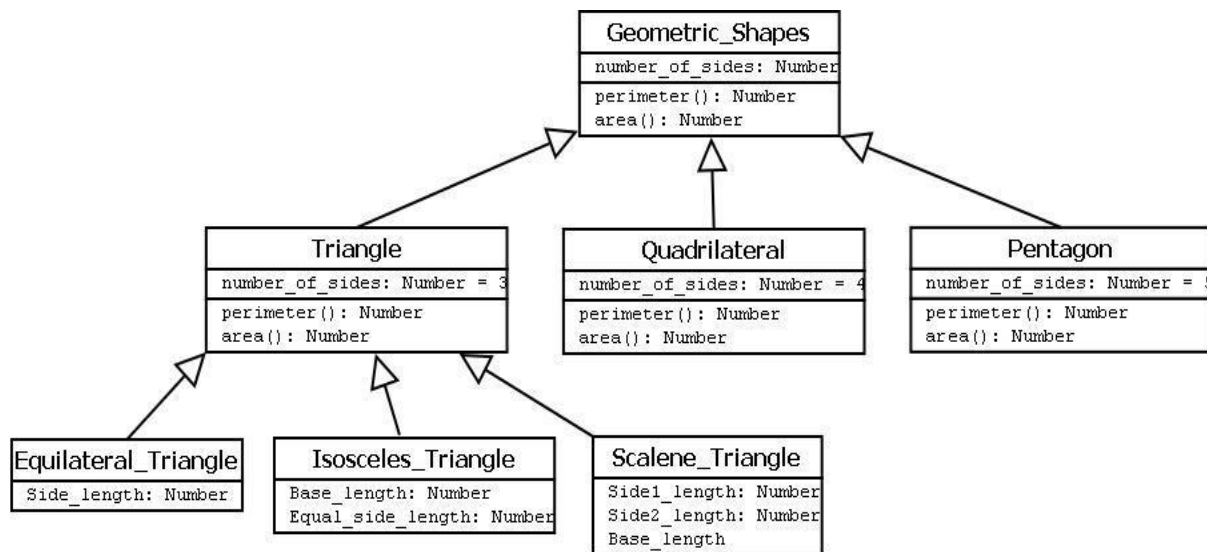 Geometric_Shapes
number_of_sides: Number
perimeter(): Number
area(): Number
Triangle
number_of_sides: Number = 3
perimeter(): Number
area(): Number
Quadrilateral
number_of_sides: Number = 4
perimeter(): Number
area(): Number
Pentagon
number_of_sides: Number = 5
perimeter(): Number
area(): Number
Equilateral_Triangle
Side_length: Number
Isosceles_Triangle
Base_length: Number
Equal_side_length: Number
Scalene_Triangle
Side1_length: Number
Side2_length: Number
Base_length